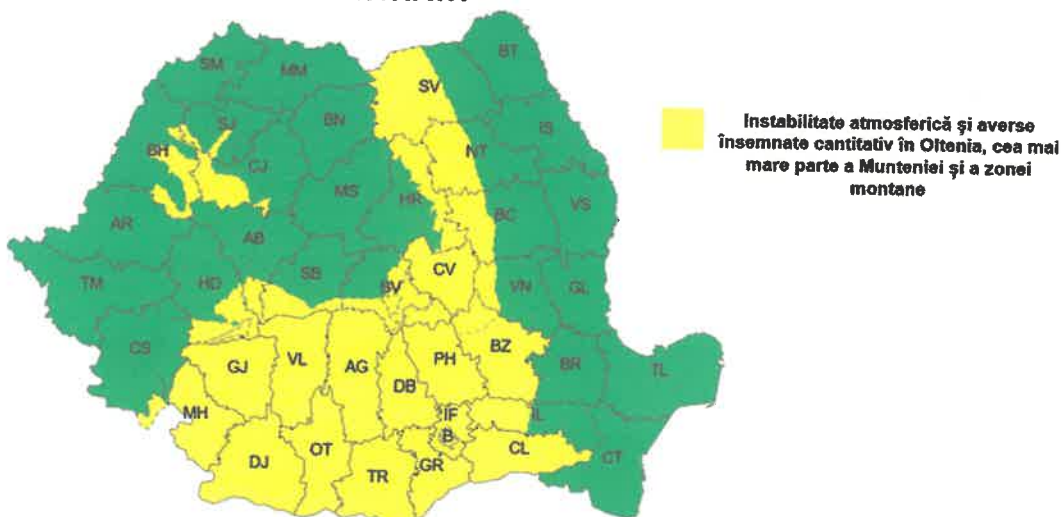 SM
MM
BT
SV
SJ
BN
IS
BH
CJ
NT
MS
HR
BC
VS
AR
AB
CV
TM
HD
SB
BV
VN
GL
CS
GJ
VL
AG
DB
PH
BZ
BR
TL
MH
IF
IL
B
DJ
OT
TR
GR
CL
CT
Instabilitate atmosferică și averse
însemnate cantitativ în Oltenia, cea mai
mare parte a Munteniei și a zonei
montane